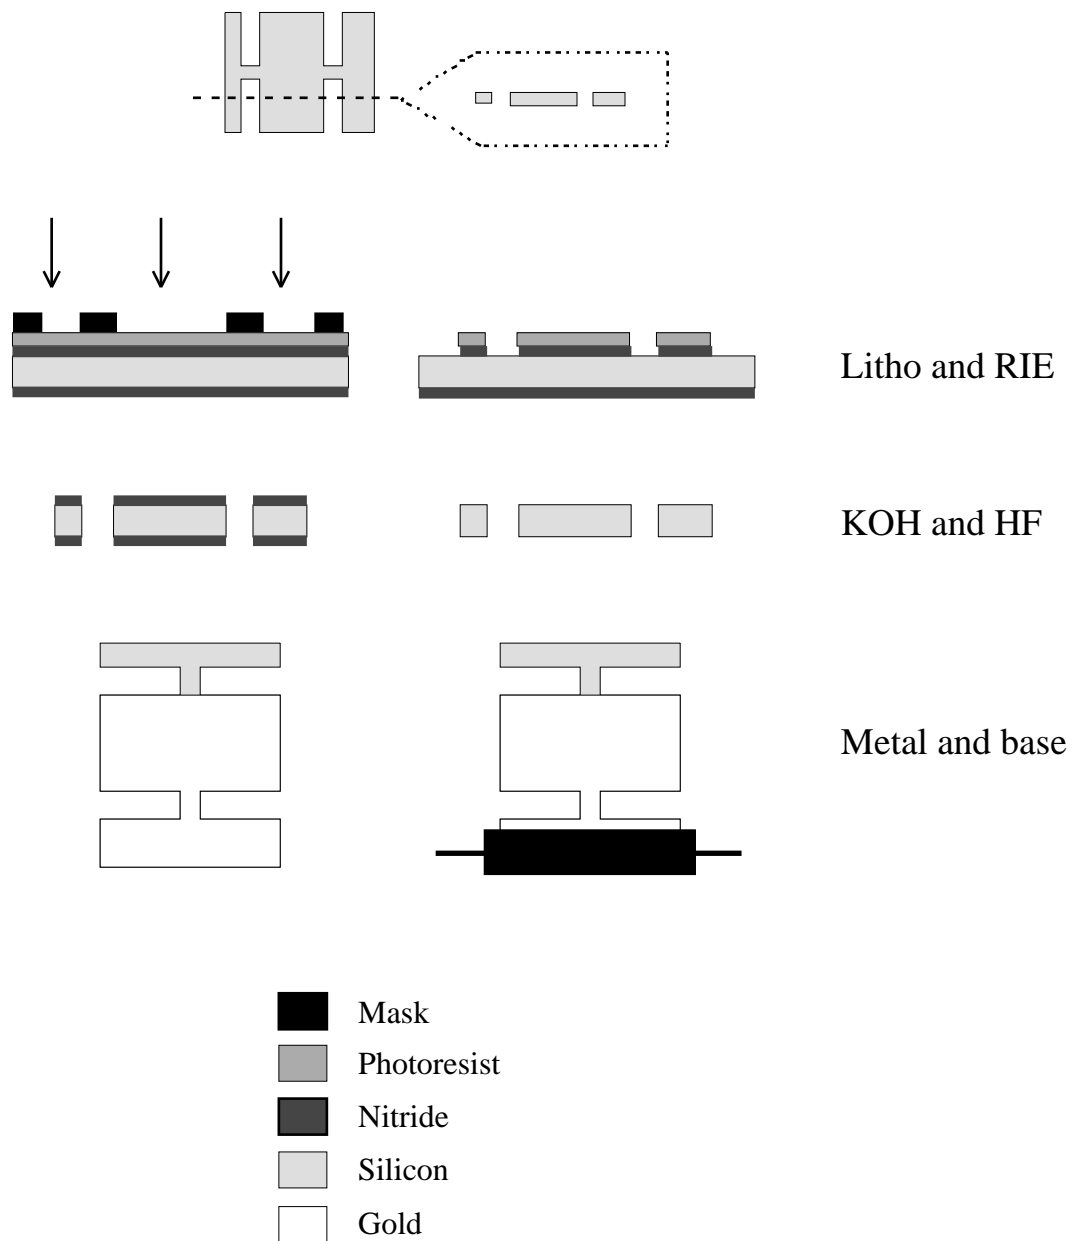 Litho and RIE
KOH and HF
Metal and base
Mask
Photoresist
Nitride
Silicon
Gold